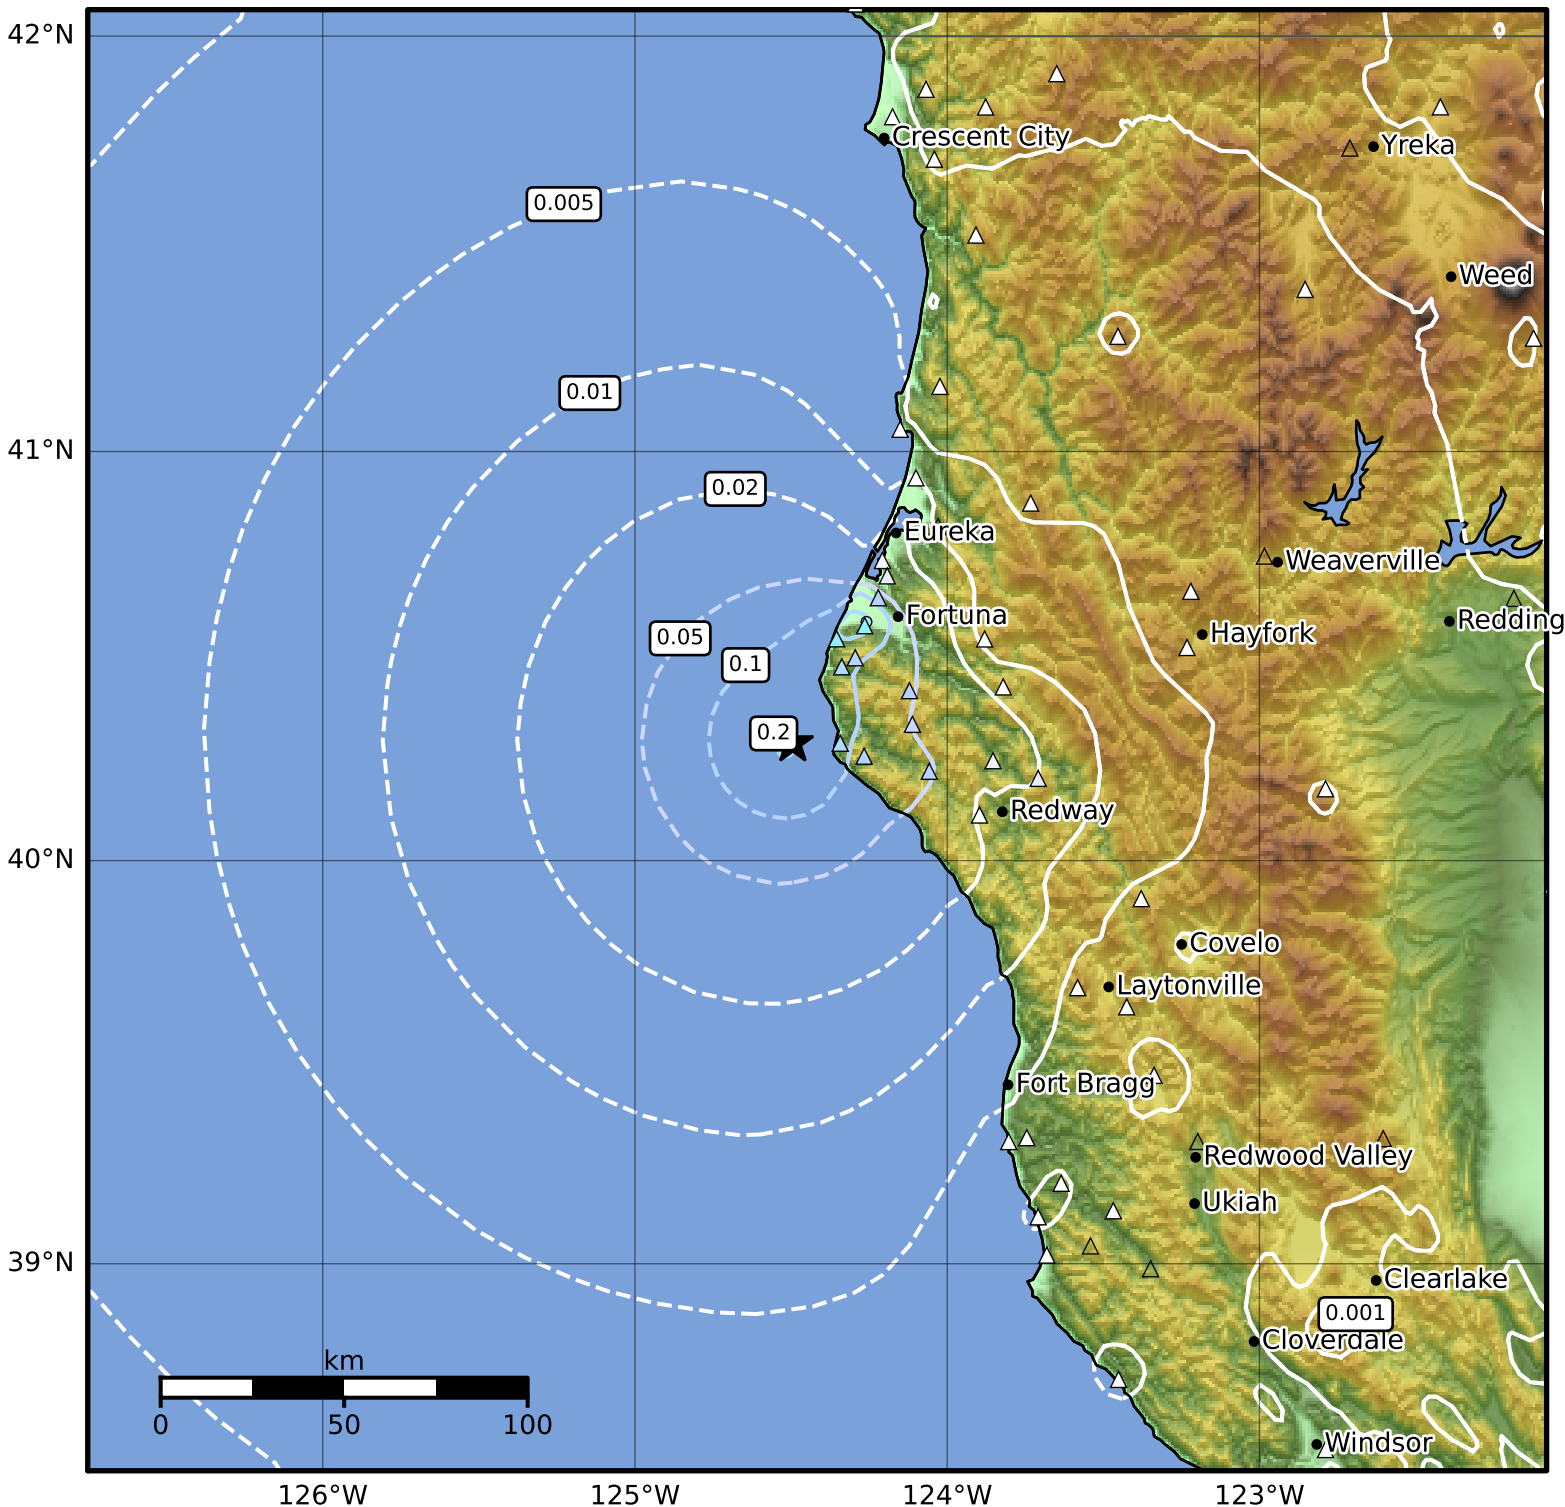 42°N
Crescent City
Yreka
0.005
Weed
0.01
41°N
0.02
Eureka
Weaverville
Fortuna
Redding
0.05
Hayfork
0.1
0.2
Redway
40°N
Covelo
Laytonville
Fort Bragg
Redwood Valley
Ukiah
39°N
Clearlake
0.001
Cloverdale
km
0 50 100
Windsor
126°W 125°W 124°W 123°W